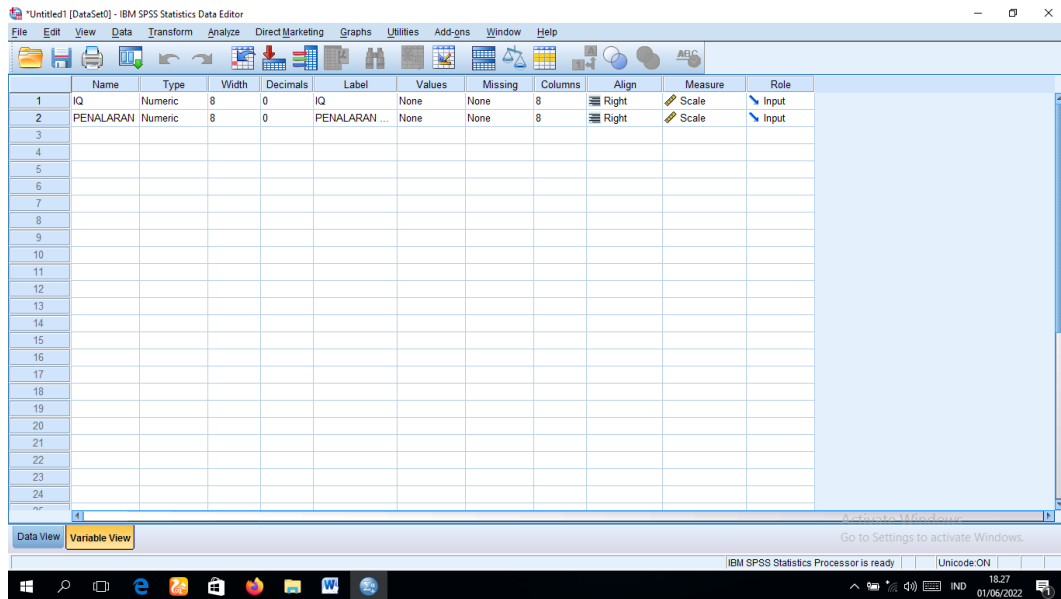 *Untitled1 [DataSet0] - IBM SPSS Statistics Data Editor
File Edit View Data Transform Analyze Direct Marketing Graphs Utilities Add-ons Window Help
Name Type Width Decimals Label Values Missing Columns Align Measure Role
1 IQ Numeric 8 0 IQ None None 8 Right Scale Input
2 PENALARAN Numeric 8 0 PENALARAN ... None None 8 Right Scale Input
3
4
5
6
7
8
9
10
11
12
13
14
15
16
17
18
19
20
21
22
23
24
Activate Windows
Data View Variable View
Go to Settings to activate Windows.
IBM SPSS Statistics Processor is ready Unicode:ON
IND 18.27
01/06/2022